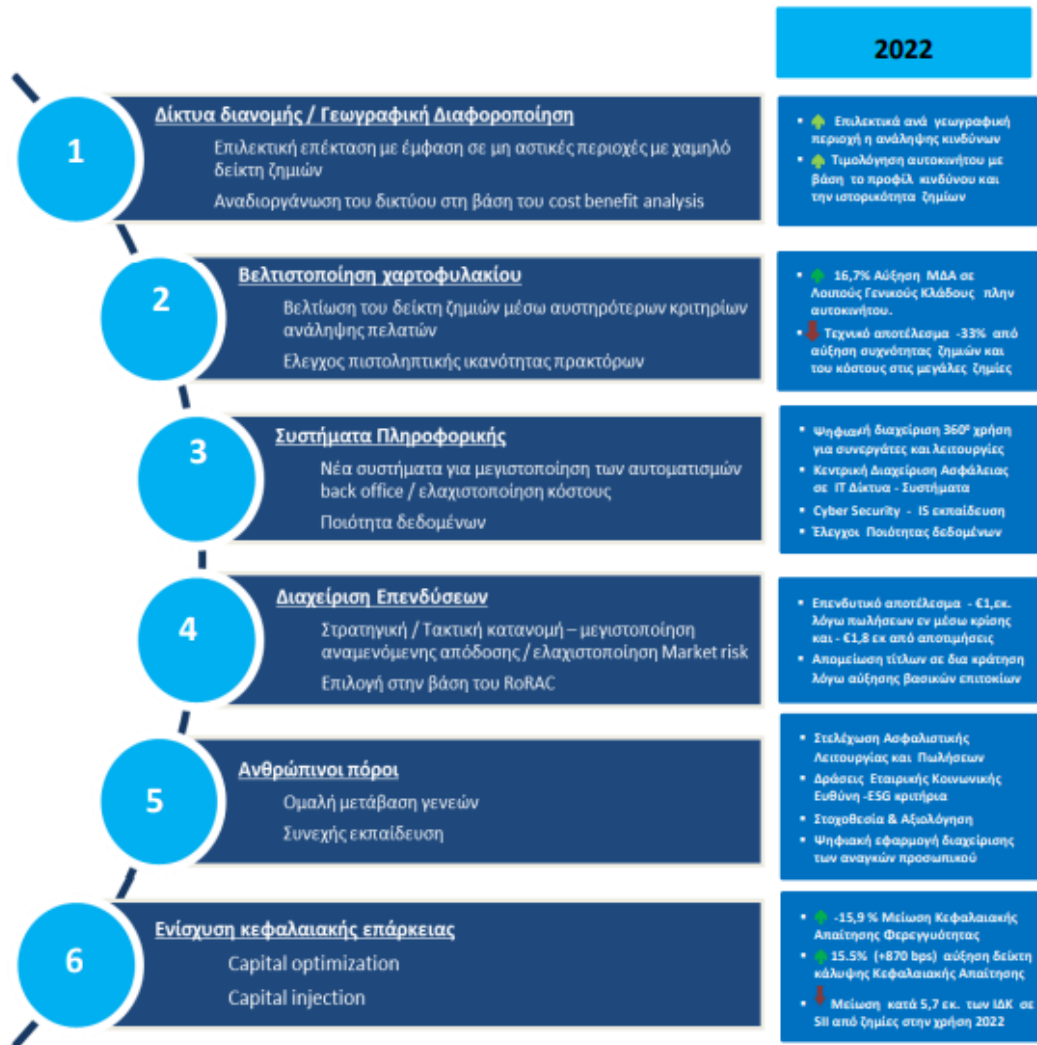 2022
1
Δίκτυα διανομής / Γεωγραφική Διαφοροποίηση
Επιλεκτική επέκταση με έμφαση σε μη αστικές περιοχές με χαμηλό
δείκτη ζημιών
Αναδιοργάνωση του δικτύου στη βάση του cost benefit analysis
Επιλεκτικά ανά γεωγραφική
περιοχή η ανάληψης κινδύνων
Τιμολόγηση αυτοκινήτου με
βάση το προφίλ κινδύνου και
την ιστορικότητα ζημίων
2
Βελτιστοποίηση χαρτοφυλακίου
Βελτίωση του δείκτη ζημιών μέσω αυστηρότερων κριτηρίων
ανάληψης πελατών
Ελεγχος πιστοληπτικής ικανότητας πρακτόρων
16,7% Αύξηση ΜΔΑ σε
Λοιπούς Γενικούς Κλάδους πλην
αυτοκινήτου.
Τεχνικό αποτέλεσμα -33% από
αύξηση συχνότητας ζημιών και
του κόστους στις μεγάλες ζημίες
3
Συστήματα Πληροφορικής
Νέα συστήματα για μεγιστοποίηση των αυτοματισμών
back office / ελαχιστοποίηση κόστους
Ποιότητα δεδομένων
Ψηφιακή διαχείριση 360º χρήση
για συνεργάτες και λειτουργίες
Κεντρική Διαχείριση Ασφάλειας
σε IT Δίκτυα - Συστήματα
Cyber Security - IS εκπαίδευση
Έλεγχοι Ποιότητας δεδομένων
4
Διαχείριση Επενδύσεων
Στρατηγική / Τακτική κατανομή – μεγιστοποίηση
αναμενόμενης απόδοσης / ελαχιστοποίηση Market risk
Επιλογή στην βάση του RoRAC
Επενδυτικό αποτέλεσμα - €1,εκ.
λόγω πωλήσεων εν μέσω κρίσης
και - €1,8 εκ από αποτιμήσεις
Απομείωση τίτλων σε δια κράτηση
λόγω αύξησης βασικών επιτοκίων
5
Ανθρώπινοι πόροι
Ομαλή μετάβαση γενεών
Συνεχής εκπαίδευση
Στελέχωση Ασφαλιστικής
Λειτουργίας και Πωλήσεων
Δράσεις Εταιρικής Κοινωνικής
Ευθύνη -ESG κριτήρια
Στοχοθεσία & Αξιολόγηση
Ψηφιακή εφαρμογή διαχείρισης
των αναγκών προσωπικού
6
Ενίσχυση κεφαλαιακής επάρκειας
Capital optimization
Capital injection
-15,9 % Μείωση Κεφαλαιακής
Απαίτησης Φερεγγυότητας
15.5% (+870 bps) αύξηση δείκτη
κάλυψης Κεφαλαιακής Απαίτησης
Μείωση κατά 5,7 εκ. των ΙΔΚ σε
SII από ζημίες στην χρήση 2022